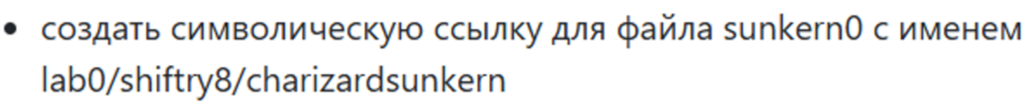 • создать символическую ссылку для файла sunkern0 с именем
lab0/shiftry8/charizardsunkern